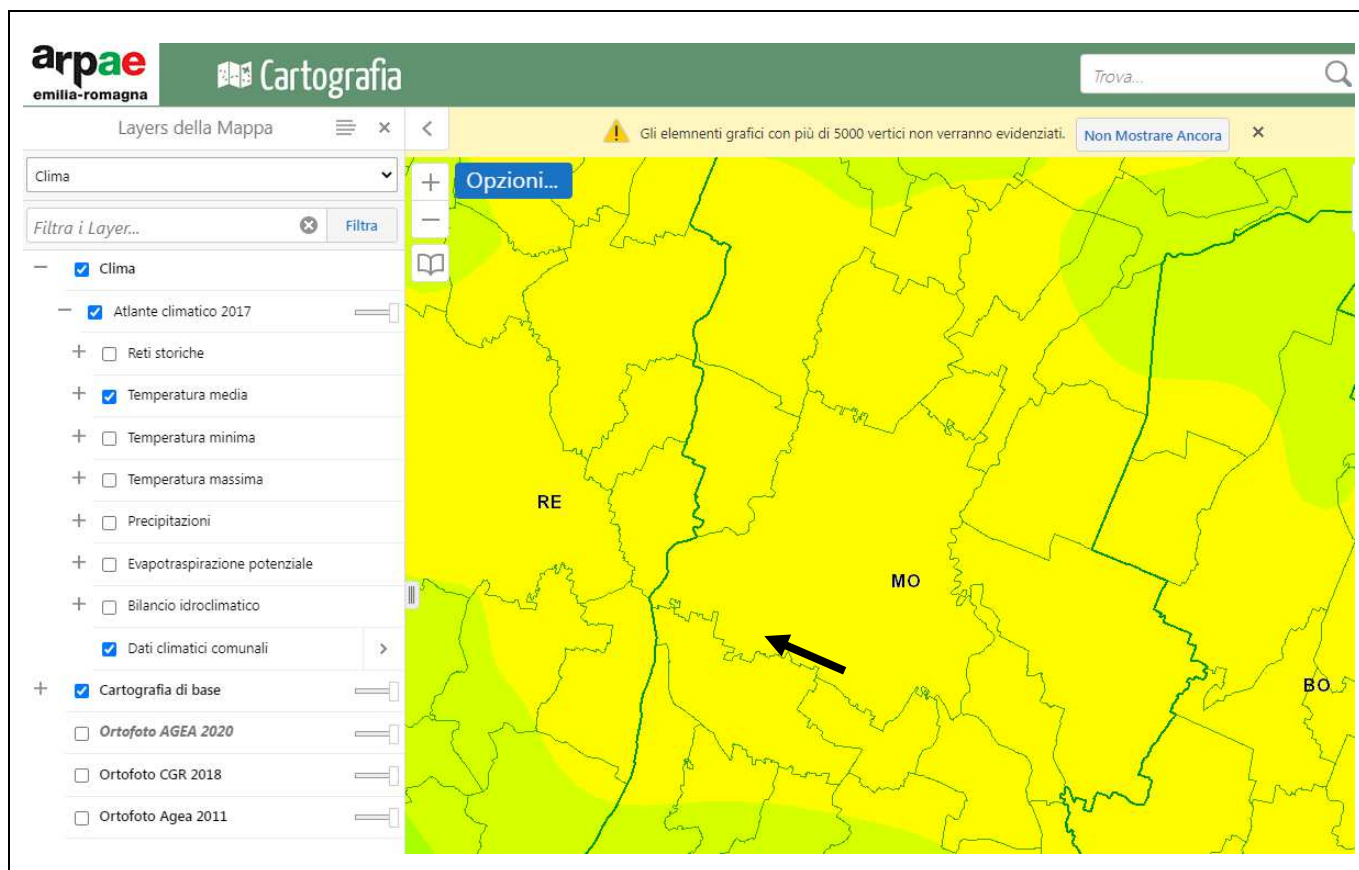 arpae
emilia-romagna
Cartografia
Trova...
Layers della Mappa
Gli elemnenti grafici con più di 5000 vertici non verranno evidenziati.
Non Mostrare Ancora
Clima
Opzioni...
Filtra i Layer...
Filtra
Clima
Atlante climatico 2017
Reti storiche
Temperatura media
Temperatura minima
Temperatura massima
Precipitazioni
Evapotraspirazione potenziale
Bilancio idroclimatico
Dati climatici comunali
Cartografia di base
Ortofoto AGEA 2020
Ortofoto CGR 2018
Ortofoto Agea 2011
RE
MO
BO